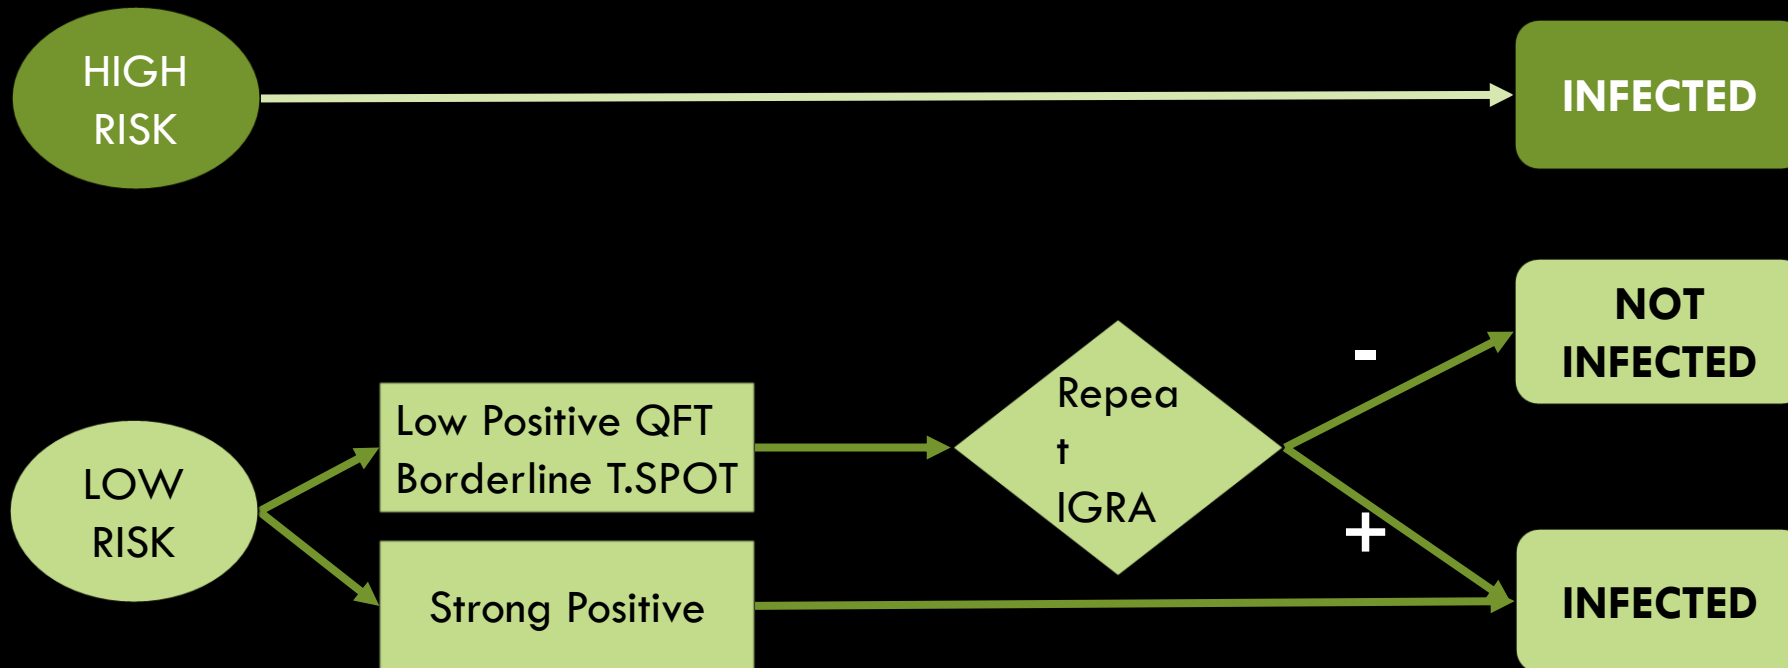 HIGH
RISK
INFECTED
NOT
INFECTED
-
Low Positive QFT
Borderline T.SPOT
Repea
t
IGRA
LOW
RISK
+
Strong Positive
INFECTED